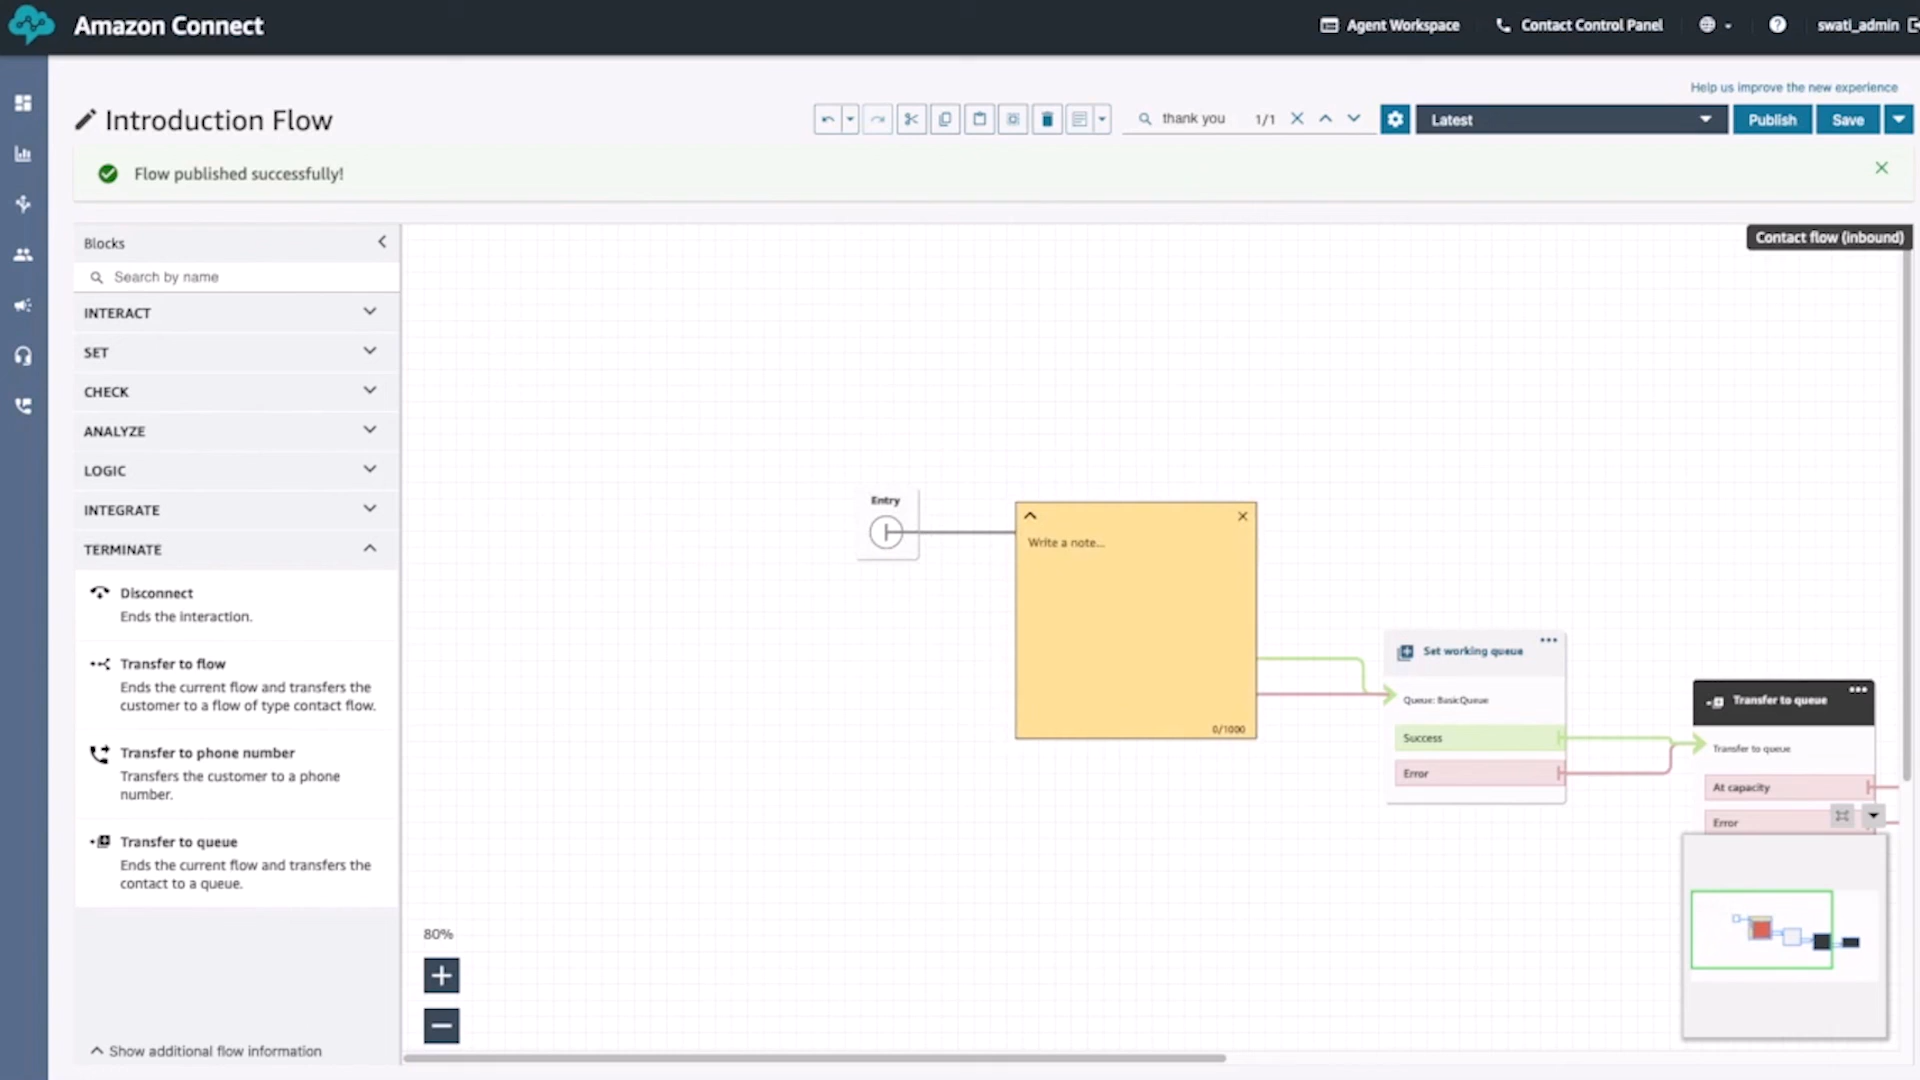 Amazon Connect
Agent Workspace
Contact Control Panel
swati_admin
Help us improve the new experience
Introduction Flow
thank you
1/1
Latest
Publish
Save
Flow published successfully!
Contact flow (inbound)
Blocks
Search by name
INTERACT
SET
CHECK
ANALYZE
LOGIC
INTEGRATE
TERMINATE
Disconnect
Ends the interaction.
Transfer to flow
Ends the current flow and transfers the
customer to a flow of type contact flow.
Transfer to phone number
Transfers the customer to a phone
number.
Transfer to queue
Ends the current flow and transfers the
contact to a queue.
Show additional flow information
Entry
Write a note...
0/1000
Set working queue
Queue: BasicQueue
Success
Error
Transfer to queue
Transfer to queue
At capacity
Error
80%